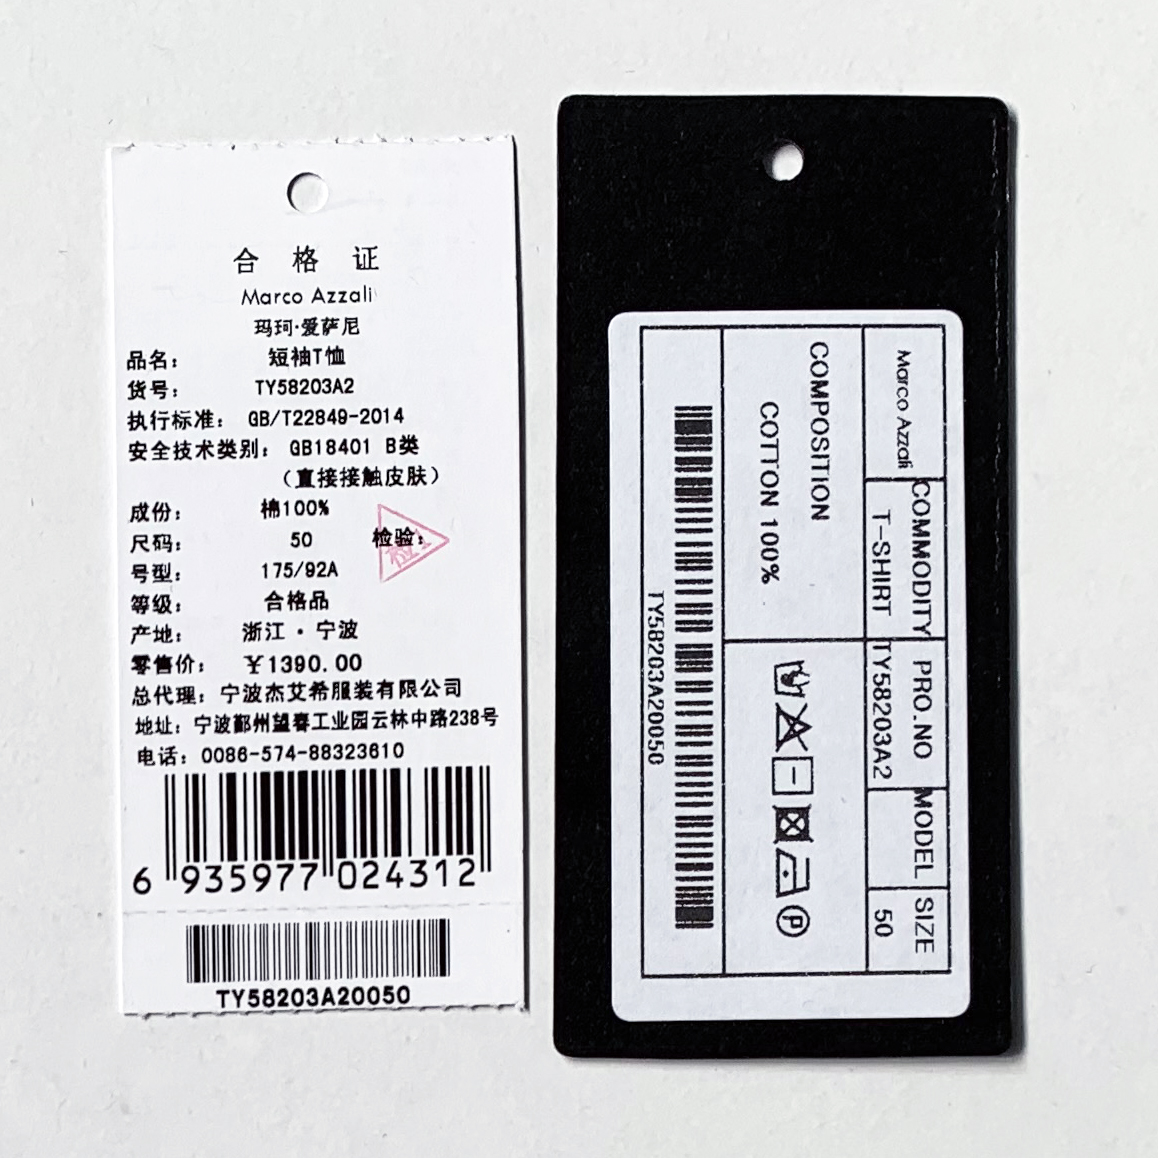 合格证
Marco Azzali
玛珂·爱萨尼
品名： 短袖T恤
货号： TY58203A2
执行标准： GB/T22849-2014
安全技术类别： GB18401 B类
（直接接触皮肤）
成份： 棉100%
尺码： 50 检验：
检1
号型： 175/92A
等级： 合格品
产地： 浙江·宁波
零售价： ￥1390.00
总代理：宁波杰艾希服装有限公司
地址：宁波鄞州望春工业园云林中路238号
电话：0086-574-88323610
6 935977 024312
TY58203A20050
Marco Azzali
COMMODITY PRO.NO MODEL SIZE
T-SHIRT TY58203A2 50
COMPOSITION
COTTON 100%
P
TY58203A20050